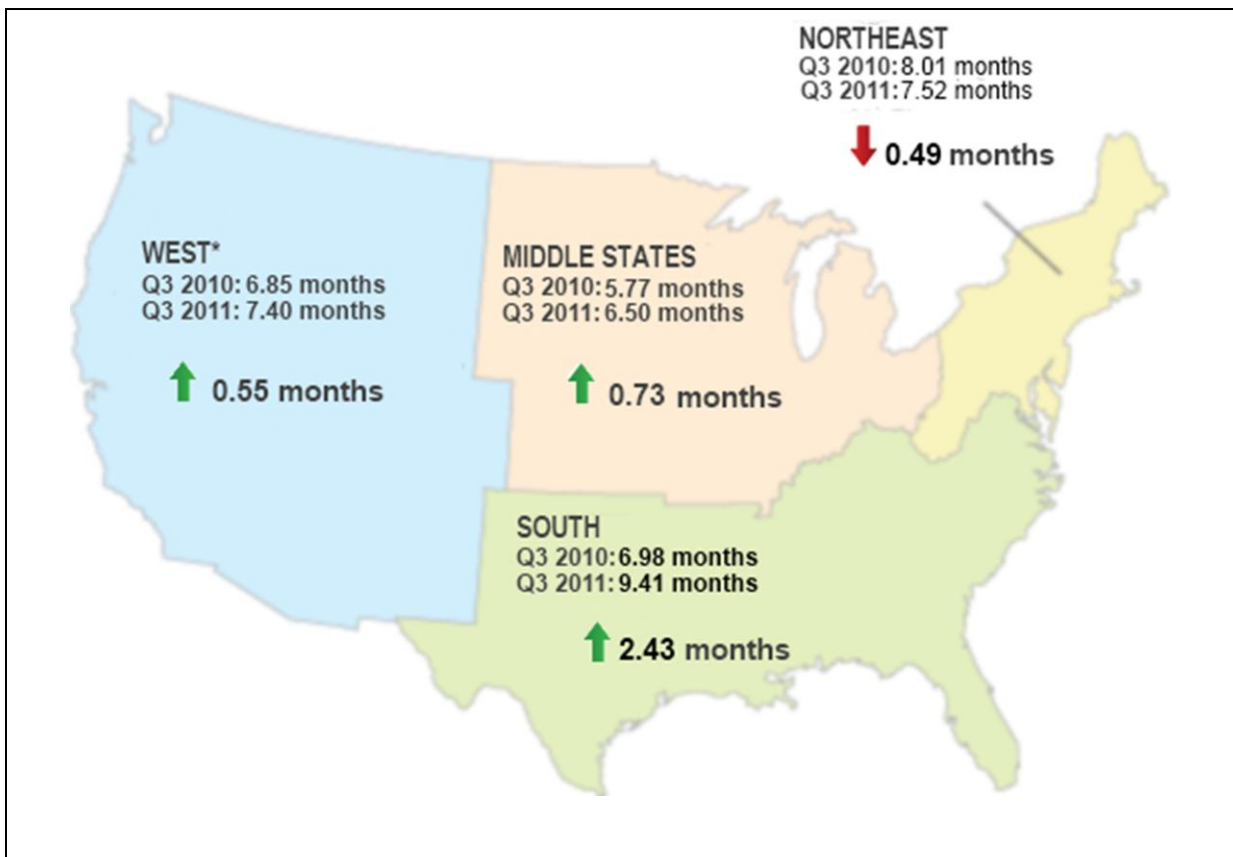 NORTHEAST
Q3 2010: 8.01 months
Q3 2011: 7.52 months
0.49 months
WEST*
Q3 2010: 6.85 months
Q3 2011: 7.40 months
0.55 months
MIDDLE STATES
Q3 2010: 5.77 months
Q3 2011: 6.50 months
0.73 months
SOUTH
Q3 2010: 6.98 months
Q3 2011: 9.41 months
2.43 months